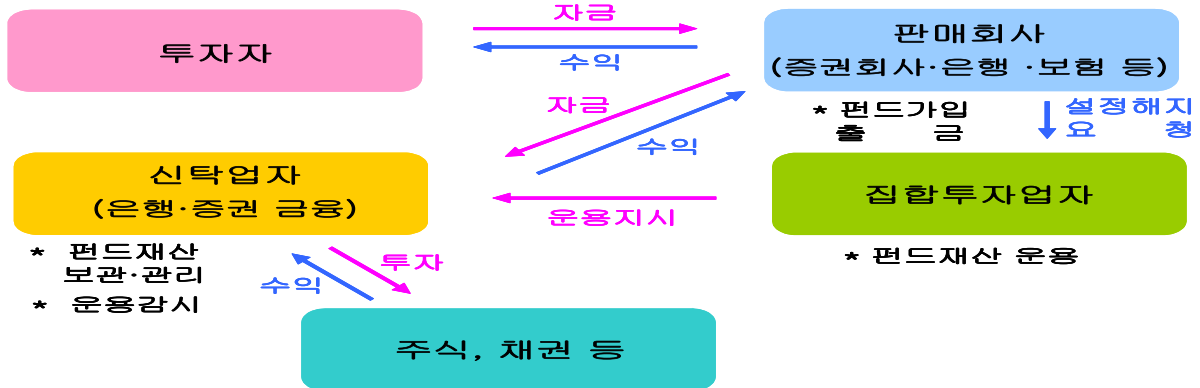 투자자
자금
수익
판매회사
(증권회사·은행 ·보험 등)
* 펀드가입
출 금
설정해지
요 청
자금
수익
신탁업자
(은행·증권 금융)
운용지시
집합투자업자
* 펀드재산
보관·관리
* 운용감시
* 펀드재산 운용
투자
수익
주식, 채권 등